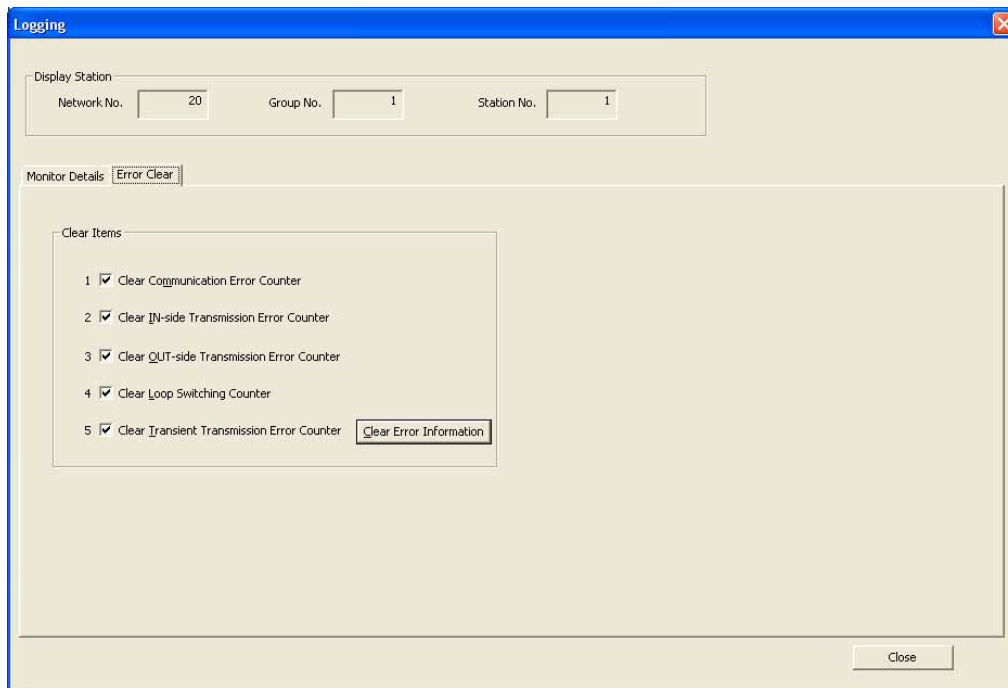 Logging
Display Station
Network No. 20 Group No. 1 Station No. 1
Monitor Details Error Clear
Clear Items
1 Clear Communication Error Counter
2 Clear IN-side Transmission Error Counter
3 Clear OUT-side Transmission Error Counter
4 Clear Loop Switching Counter
5 Clear Transient Transmission Error Counter Clear Error Information
Close